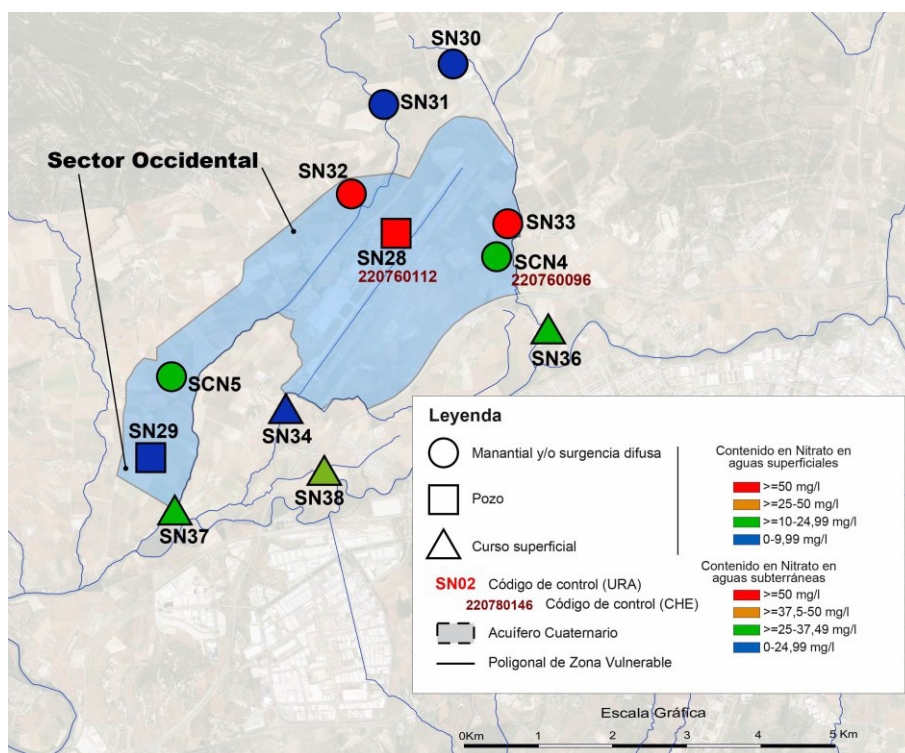 SN30
SN31
Sector Occidental
SN32
SN33
SN28
220760112
SCN4
220760096
SN36
SCN5
SN34
SN29
SN38
SN37
Leyenda
Manantial y/o surgencia difusa
Pozo
Curso superficial
SN02 Código de control (URA)
220780146 Código de control (CHE)
Acuífero Cuaternario
Poligonal de Zona Vulnerable
Contenido en Nitrato en
aguas superficiales
>=50 mg/l
>=25-50 mg/l
>=10-24,99 mg/l
0-9,99 mg/l
Contenido en Nitrato en
aguas subterráneas
>=50 mg/l
>=37,5-50 mg/l
>=25-37,49 mg/l
0-24,99 mg/l
Escala Gráfica
0Km 1 2 3 4 5 Km